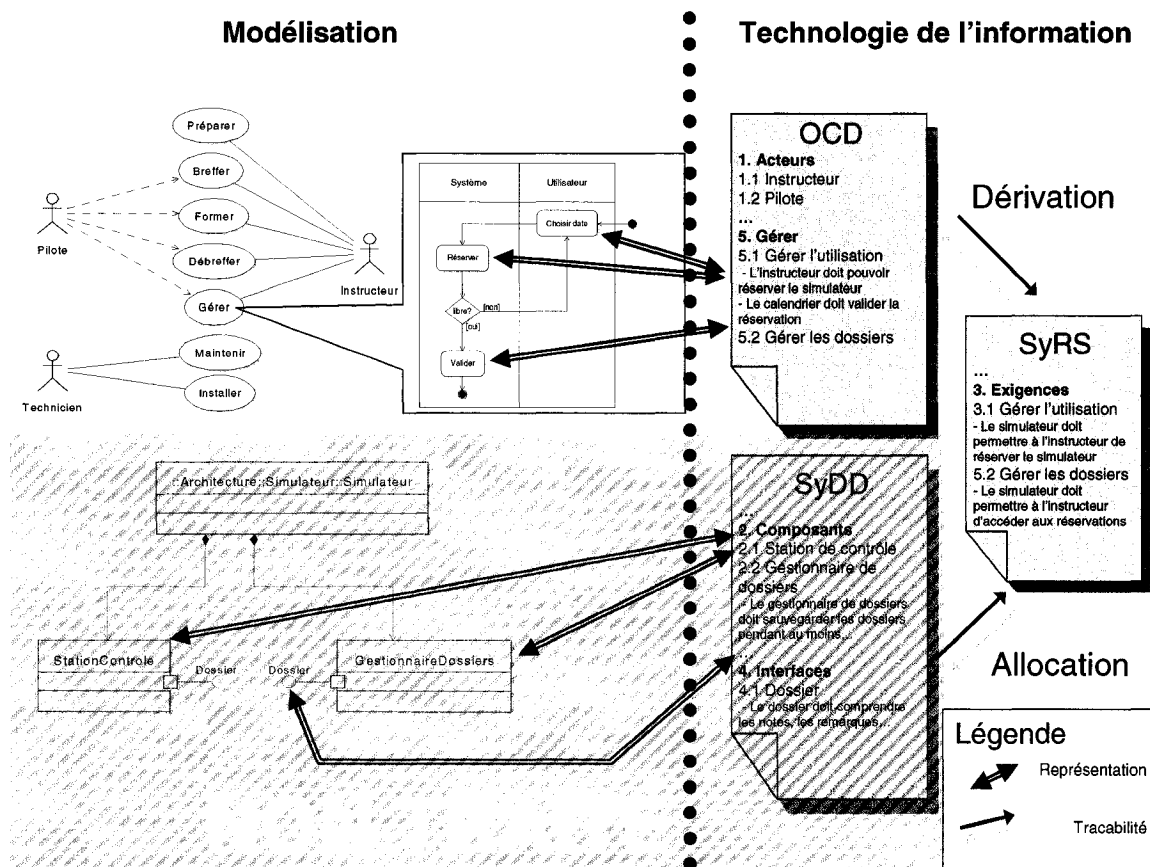 Modélisation
Technologie de l'information
Préparer
Breffer
Former
Débreffer
Gérer
Maintenir
Installer
Pilote
Instructeur
Technicien
Système
Utilisateur
Choisir date
Réserver
libre?
[non]
[oui]
Valider
OCD
1. Acteurs
1.1 Instructeur
1.2 Pilote
...
5. Gérer
5.1 Gérer l'utilisation
- L'instructeur doit pouvoir
réserver le simulateur
- Le calendrier doit valider la
réservation
5.2 Gérer les dossiers
Dérivation
SyRS
...
3. Exigences
3.1 Gérer l'utilisation
- Le simulateur doit
permettre à l'instructeur de
réserver le simulateur
5.2 Gérer les dossiers
- Le simulateur doit
permettre à l'instructeur
d'accéder aux réservations
::Architecture::Simulateur::Simulateur
StationControle
Dossier
Dossier
GestionnaireDossiers
SyDD
...
2. Composants
2.1 Station de contrôle
2.2 Gestionnaire de
dossiers
- Le gestionnaire de dossiers
doit sauvegarder les dossiers
pendant au moins...
...
4. Interfaces
4.1 Dossier
- Le dossier doit comprendre
les notes, les remarques...
Allocation
Légende
Représentation
Tracabilité